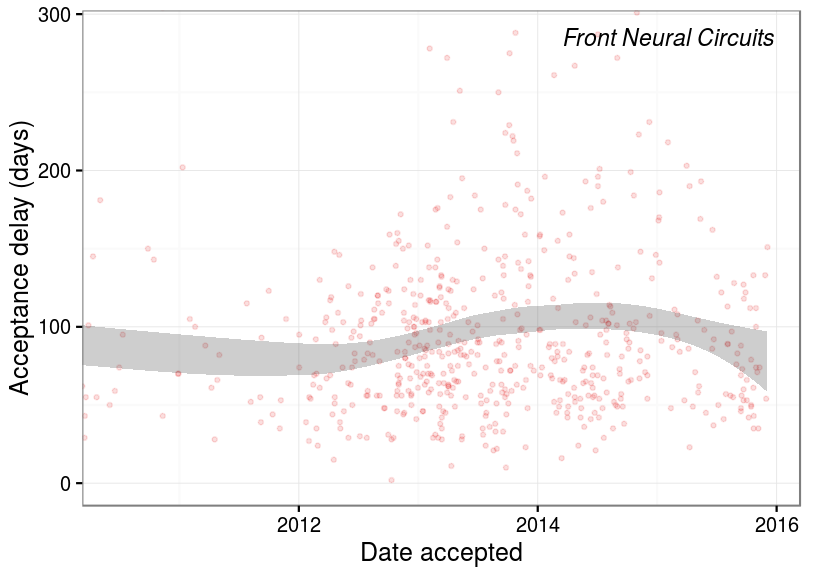 Front Neural Circuits
Acceptance delay (days)
300
200
100
0
2012
2014
2016
Date accepted